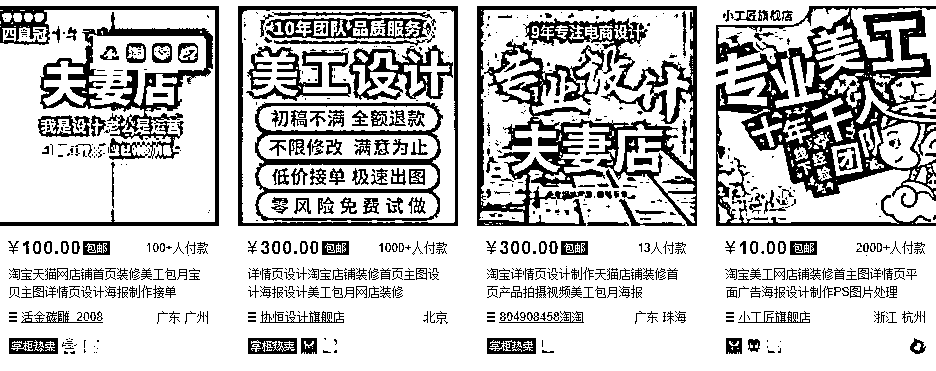 四皇冠
夫妻店
我是设计 老公是运营
¥100.00 包邮 100+人付款
淘宝天猫网店铺首页装修美工包月宝
贝主图详情页设计海报制作接单
活金碳雕_2008 广东 广州
掌柜热卖
10年团队 品质服务
美工设计
初稿不满 全额退款
不限修改 满意为止
低价接单 极速出图
零风险免费试做
¥300.00 包邮 1000+人付款
详情页设计淘宝店铺装修首页主图设
计海报设计美工包月网店装修
协恒设计旗舰店 北京
掌柜热卖
9年专注电商设计
专业设计
夫妻店
¥300.00 包邮 13人付款
淘宝详情页设计制作天猫店铺装修首
页产品拍摄视频美工包月海报
894908458淘淘 广东 珠海
掌柜热卖
小工匠旗舰店
专业美工
十年千人
团队
¥10.00 包邮 2000+人付款
淘宝美工网店铺装修首主图详情页平
面广告海报设计制作PS图片处理
小工匠旗舰店 浙江 杭州